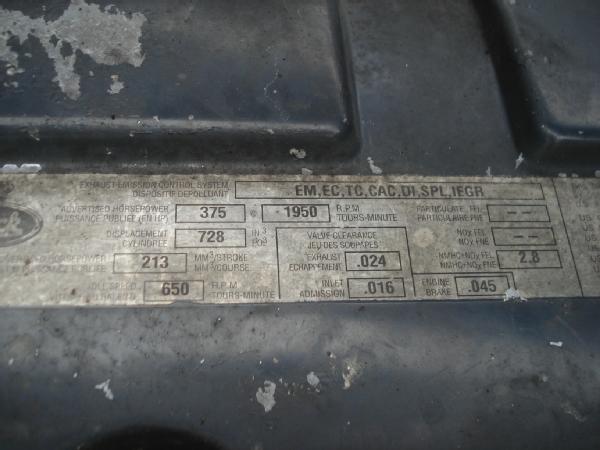 EXHAUST EMISSION CONTROL SYSTEM EM,EC,TC,CAC,DI,SPL,IEGR
DISPOSITIF DEPOLLUANT
ADVERTISED HORSEPOWER 375 @ 1950 R.P.M
PUISSANCE PUBLIEE (EN HP) TOURS-MINUTE
DISPLACEMENT 728 IN 3
CYLINDREE PO3
213 MM3/STROKE
MM3/COURSE
IDLE SPEED 650 R.P.M
TOURS-MINUTE
VALVE CLEARANCE
JEU DES SOUPAPES
EXHAUST .024
ECHAPPEMENT
INLET .016
ADMISSION
ENGINE .045
BRAKE
PARTICULATE FEL --
PARTICULAIRE FNE
NOx FEL --
NOx FNE
NMHC+NOx FEL 2.8
NMHC+NOx FNE